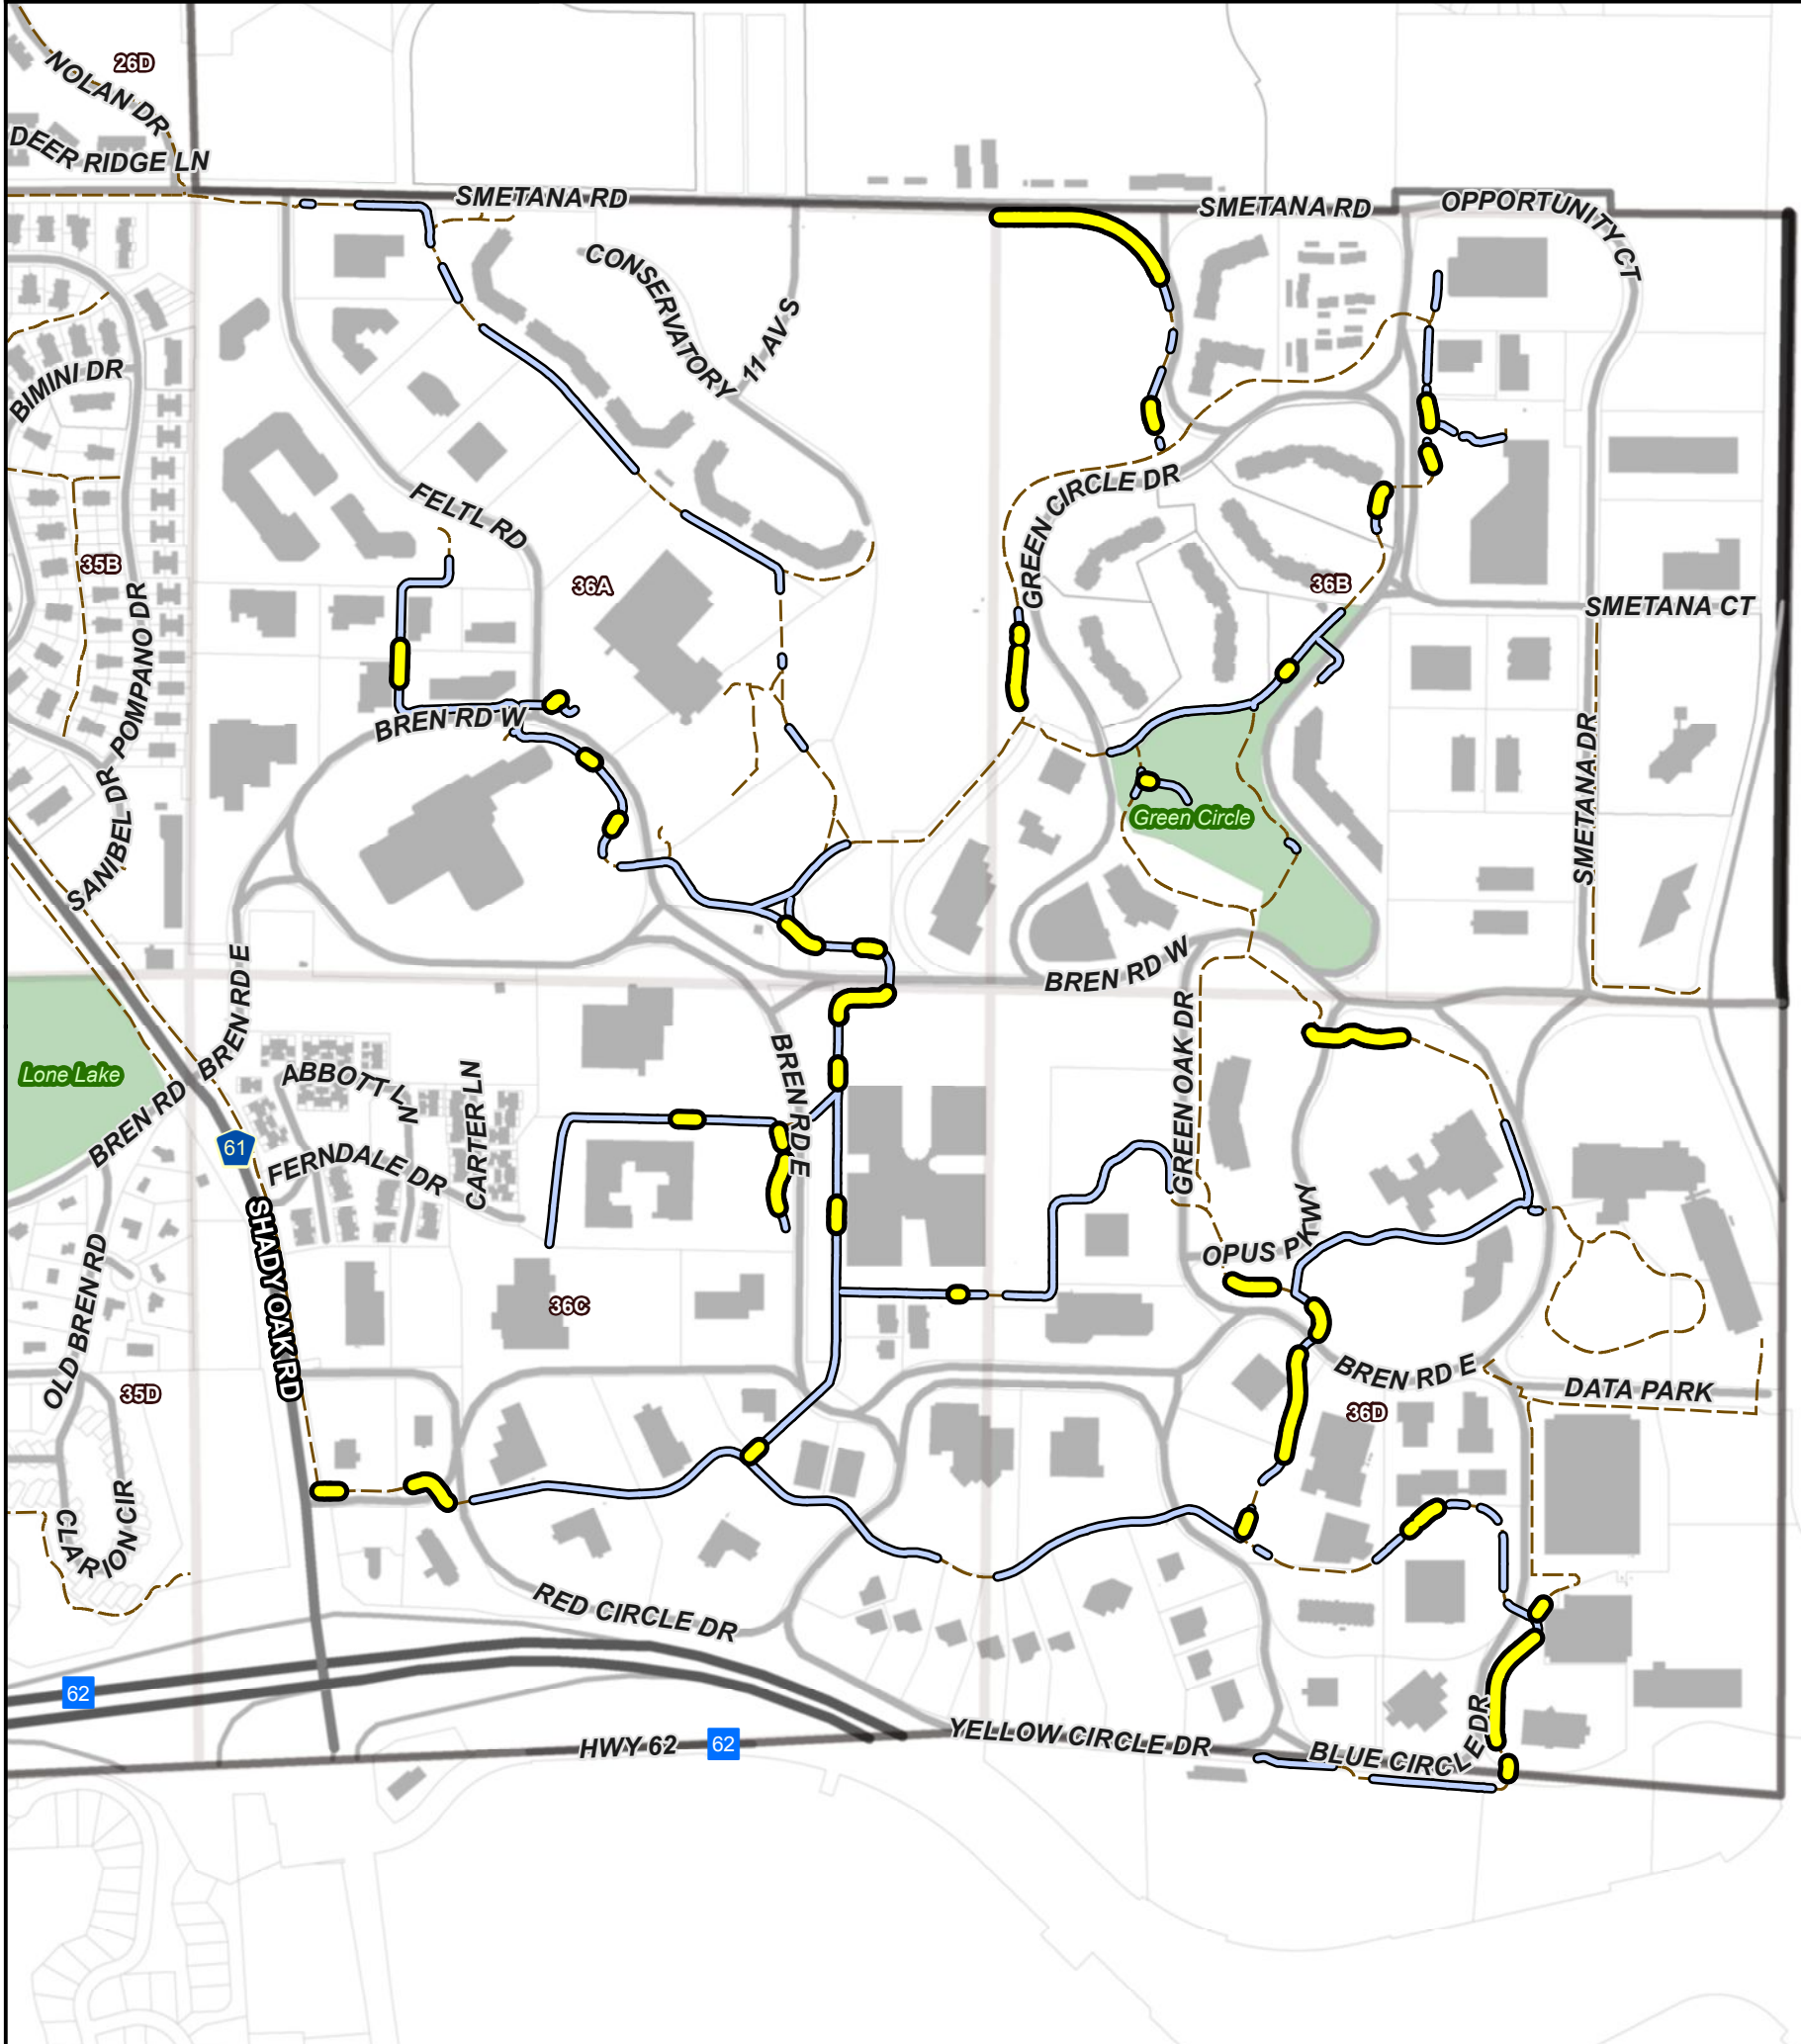 26D
NOLAN DR
DEER RIDGE LN
SMETANA RD
SMETANA RD
OPPORTUNITY CT
CONSERVATORY
11 AV S
BIMINI DR
FELTL RD
GREEN CIRCLE DR
35B
36A
36B
SMETANA CT
POMPANO DR
BREN RD W
SANIBEL DR
SMETANA DR
Green Circle
BREN RD E
BREN RD W
GREEN OAK DR
Lone Lake
BREN RD
ABBOTT LN
CARTER LN
BREN RD E
61
FERNDALE DR
SHADY OAK RD
OPUS PKWY
OLD BREN RD
36C
BREN RD E
DATA PARK
35D
36D
CLARION CIR
RED CIRCLE DR
62
HWY 62
62
YELLOW CIRCLE DR
BLUE CIRCLE DR